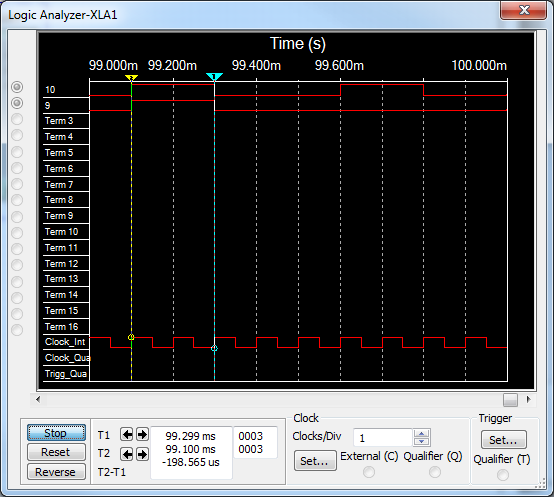 Logic Analyzer-XLA1
Time (s)
99.000m 99.200m 99.400m 99.600m 100.000m
2 1
10
9
Term 3
Term 4
Term 5
Term 6
Term 7
Term 8
Term 9
Term 10
Term 11
Term 12
Term 13
Term 14
Term 15
Term 16
Clock_Int
Clock_Qua
Trigg_Qua
Stop
Reset
Reverse
T1 99.299 ms 0003
T2 99.100 ms 0003
T2-T1 -198.565 us
Clock
Clocks/Div 1
Set... External (C) Qualifier (Q)
Trigger
Set...
Qualifier (T)